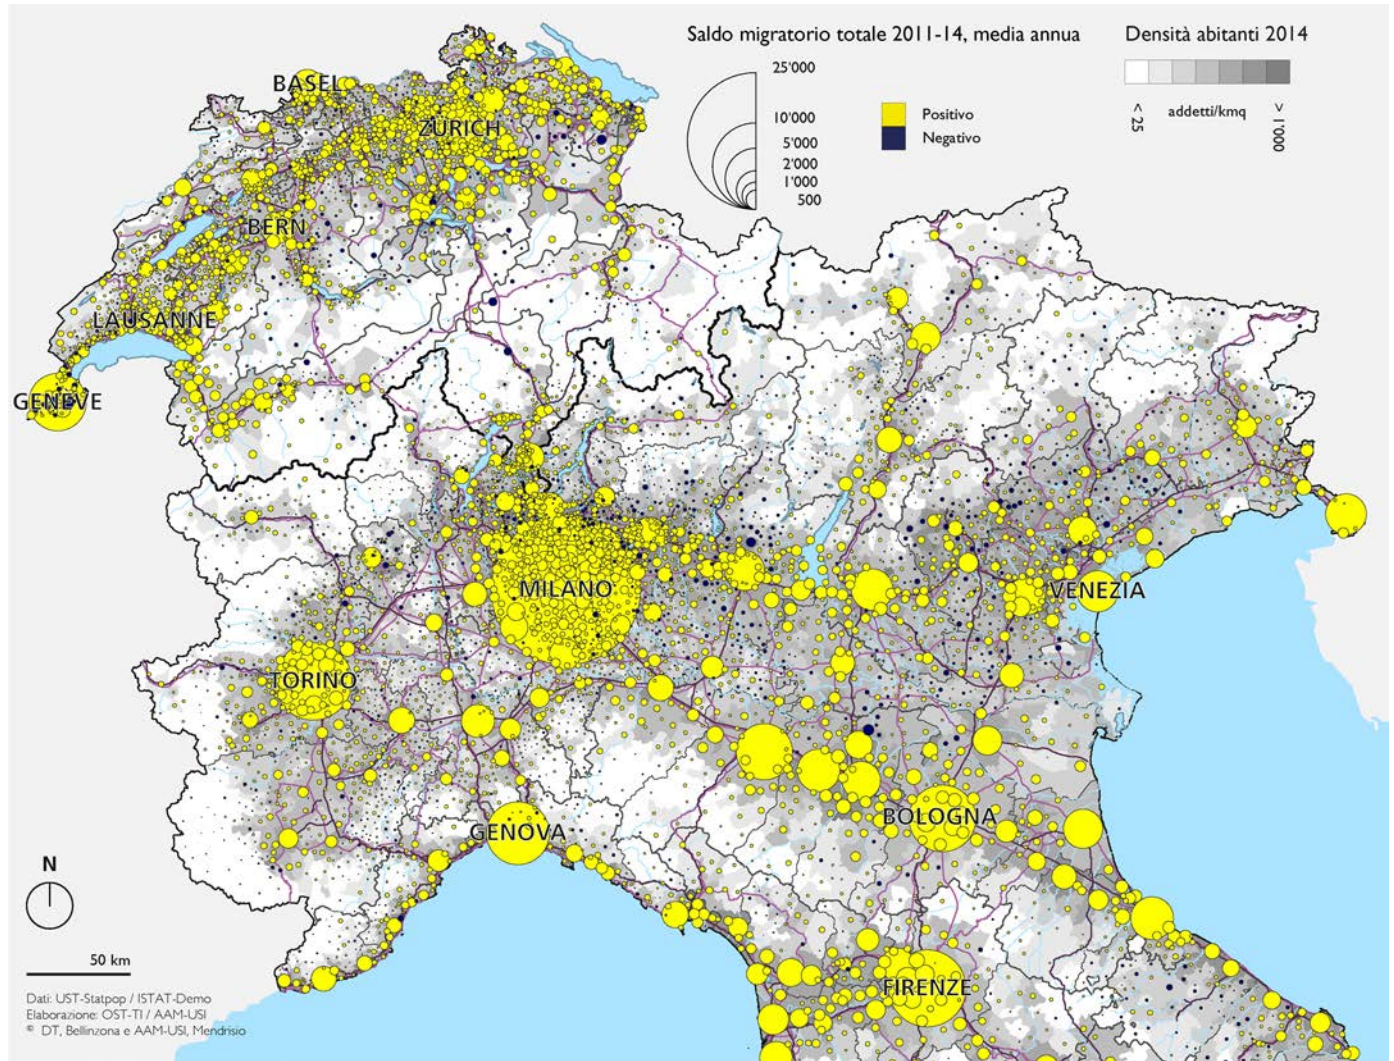 Saldo migratorio totale 2011-14, media annua
25'000
10'000
5'000
2'000
1'000
500
Positivo
Negativo
Densità abitanti 2014
< 25
addetti/kmq
> 1'000
BASEL
ZÜRICH
BERN
LAUSANNE
GENÈVE
MILANO
VENEZIA
TORINO
GENOVA
BOLOGNA
FIRENZE
N
50 km
Dati: UST-Statpop / ISTAT-Demo
Elaborazione: OST-TI / AAM-USI
© DT, Bellinzona e AAM-USI, Mendrisio